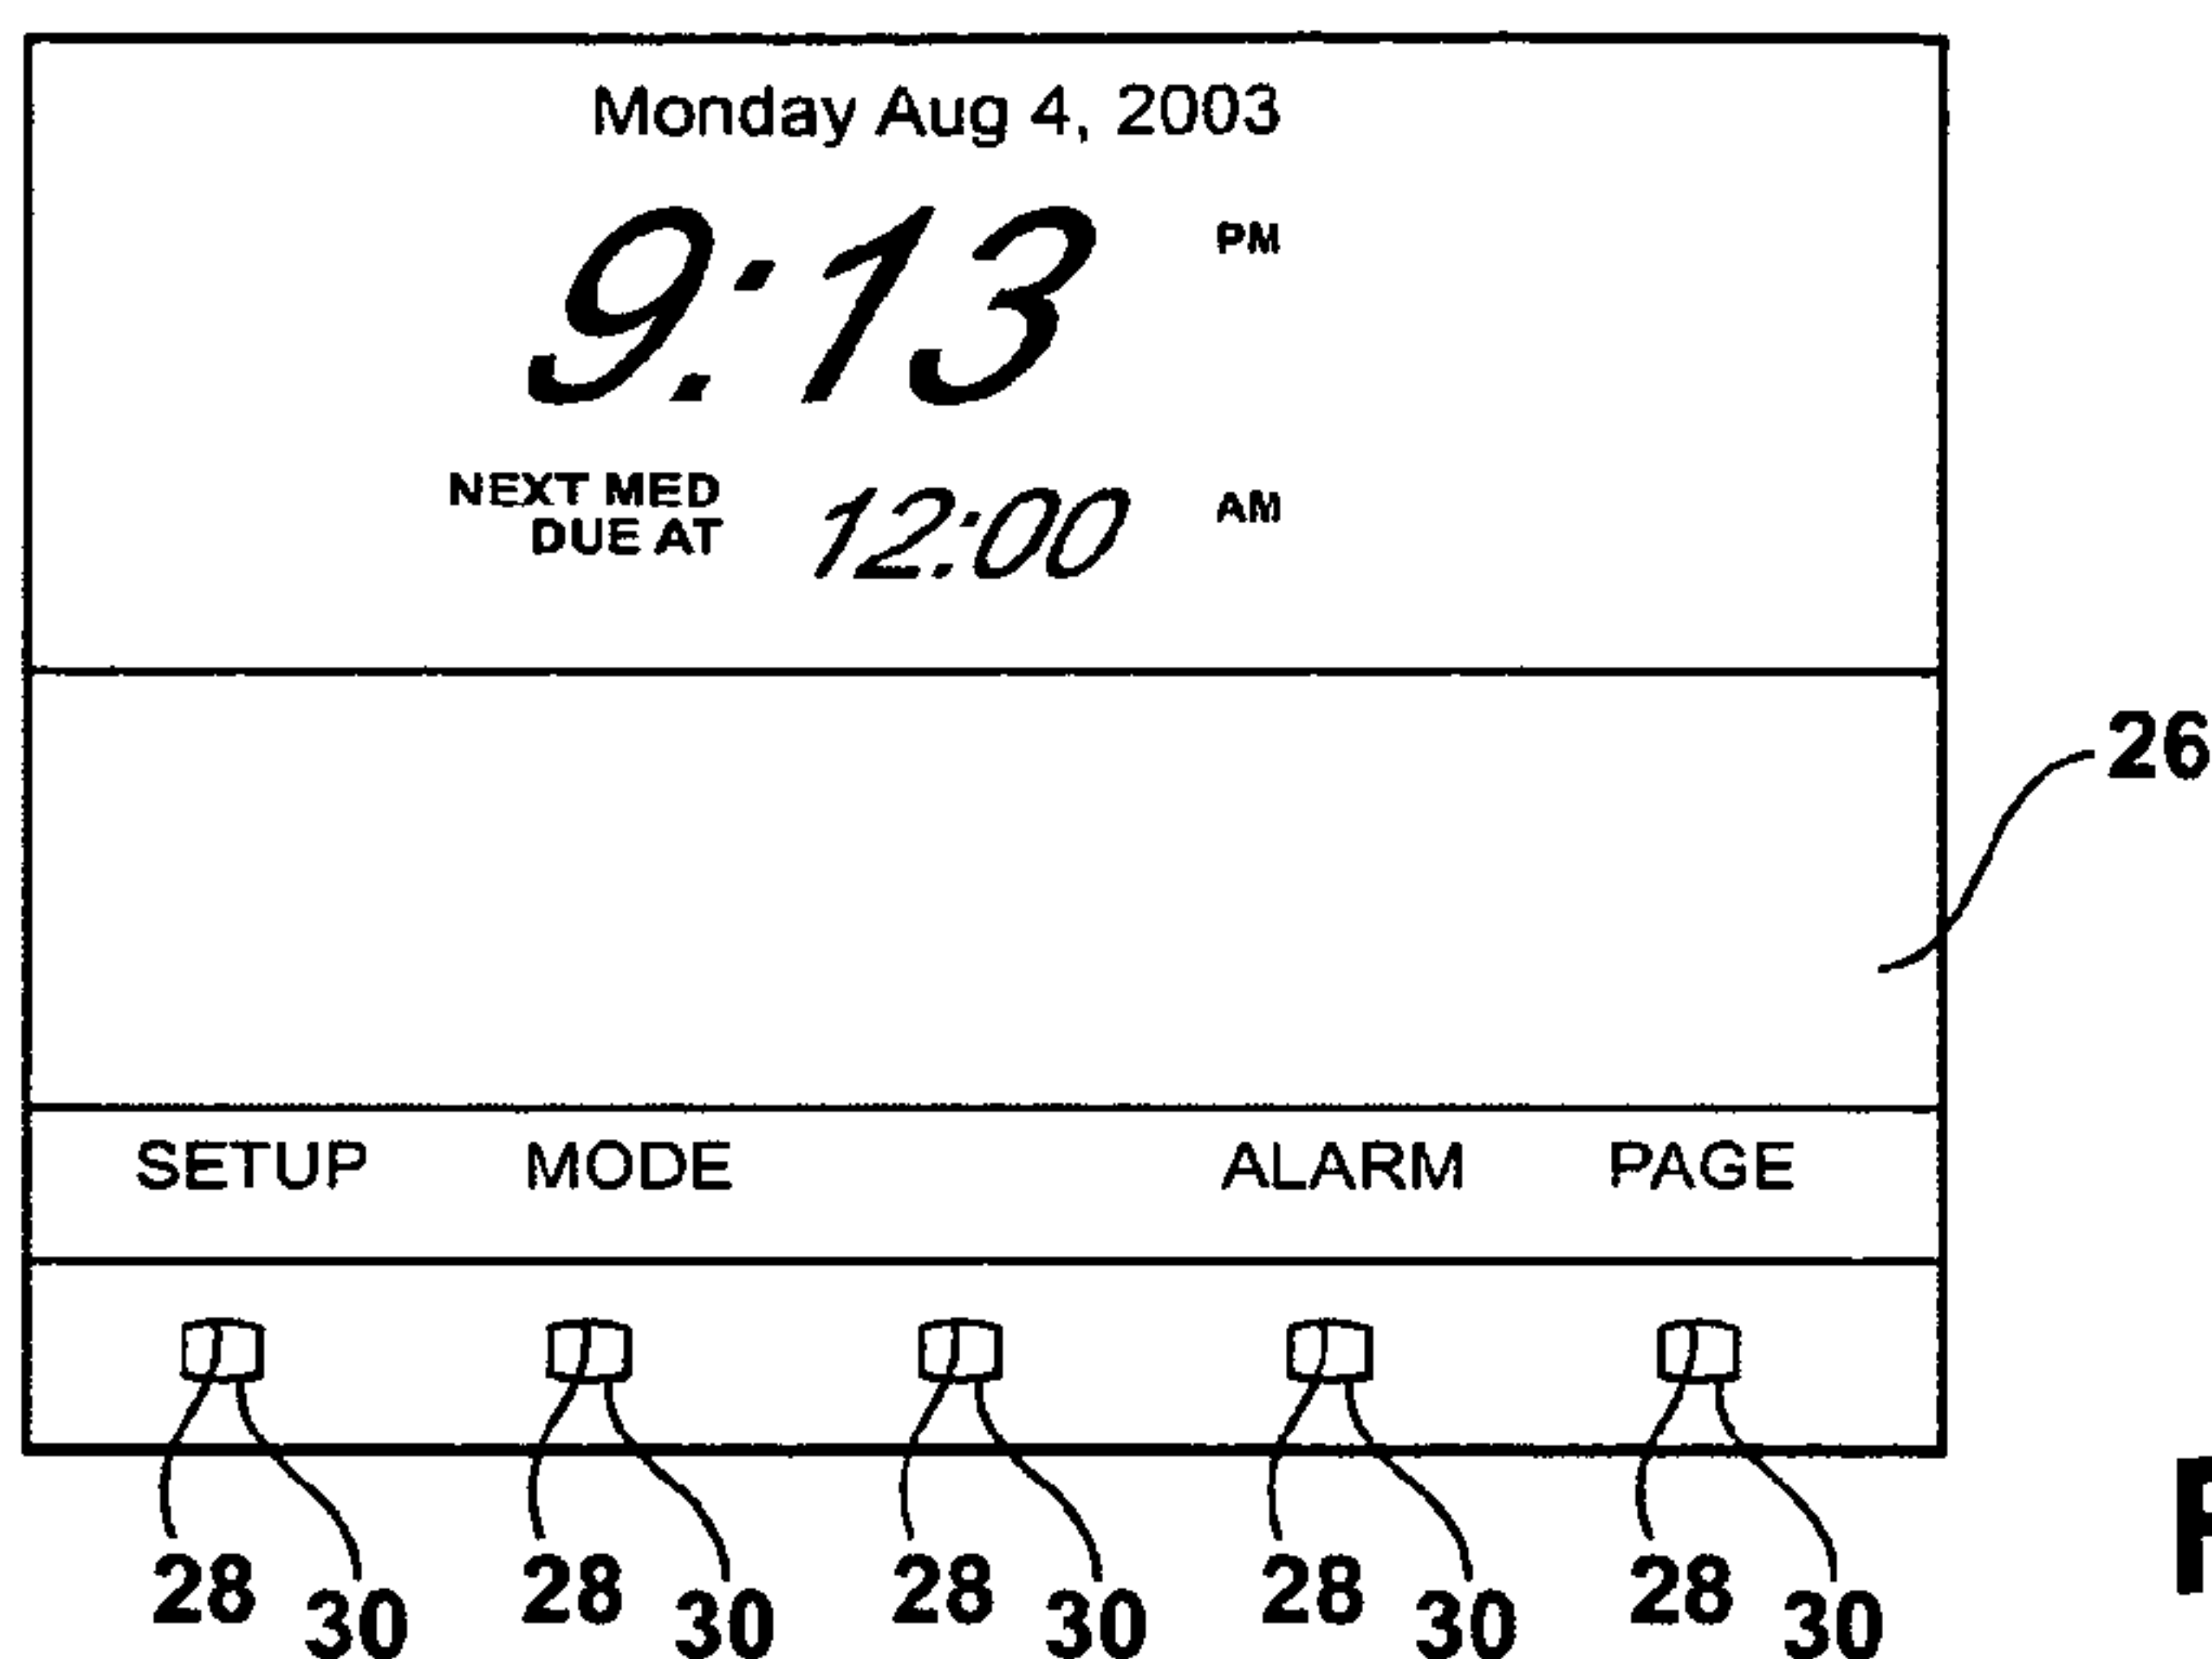 Monday Aug 4, 2003
9:13 PM
NEXT MED
DUE AT 12:00 AM
26
SETUP MODE ALARM PAGE
28 30 28 30 28 30 28 30 28 30